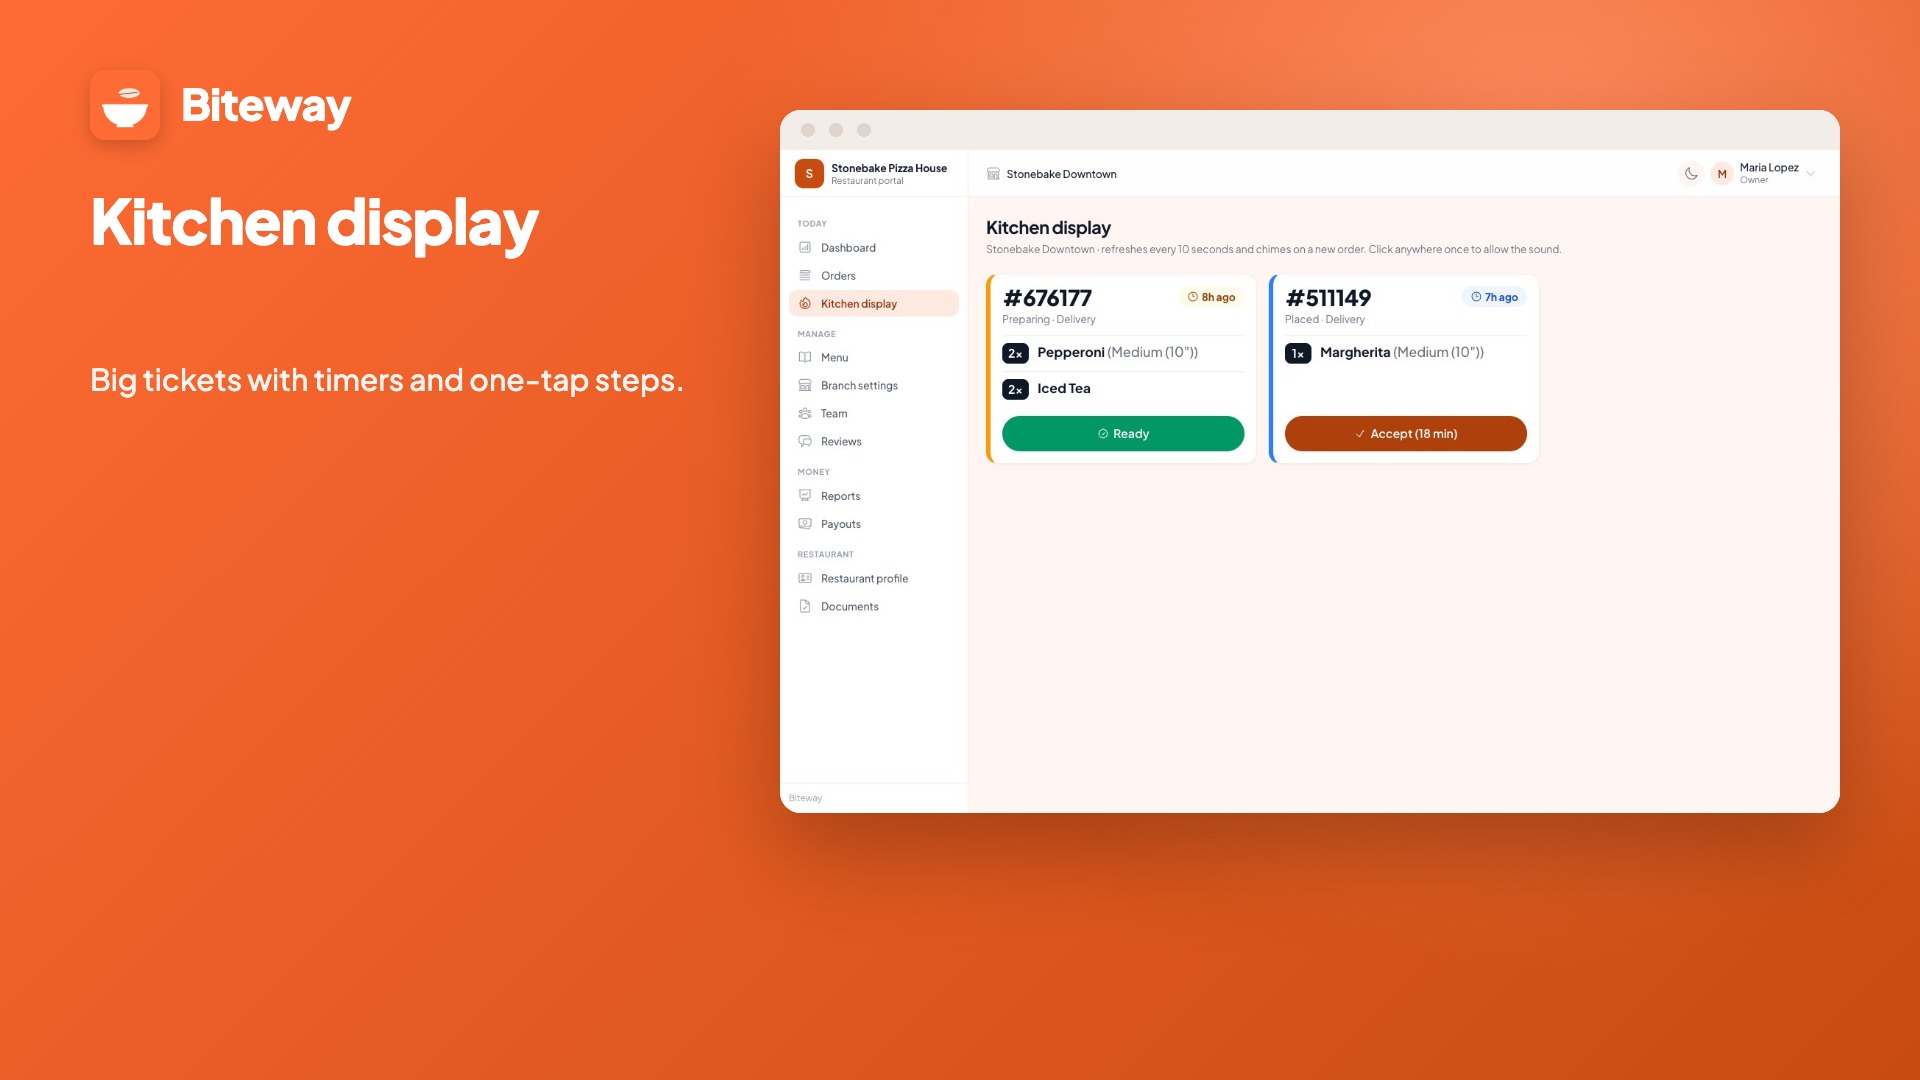 Biteway
Kitchen display
Big tickets with timers and one-tap steps.
S
Stonebake Pizza House
Restaurant portal
Stonebake Downtown
M
Maria Lopez
Owner
TODAY
Dashboard
Orders
Kitchen display
MANAGE
Menu
Branch settings
Team
Reviews
MONEY
Reports
Payouts
RESTAURANT
Restaurant profile
Documents
Biteway
Kitchen display
Stonebake Downtown · refreshes every 10 seconds and chimes on a new order. Click anywhere once to allow the sound.
#676177
8h ago
Preparing · Delivery
2× Pepperoni (Medium (10"))
2× Iced Tea
Ready
#511149
7h ago
Placed · Delivery
1× Margherita (Medium (10"))
Accept (18 min)